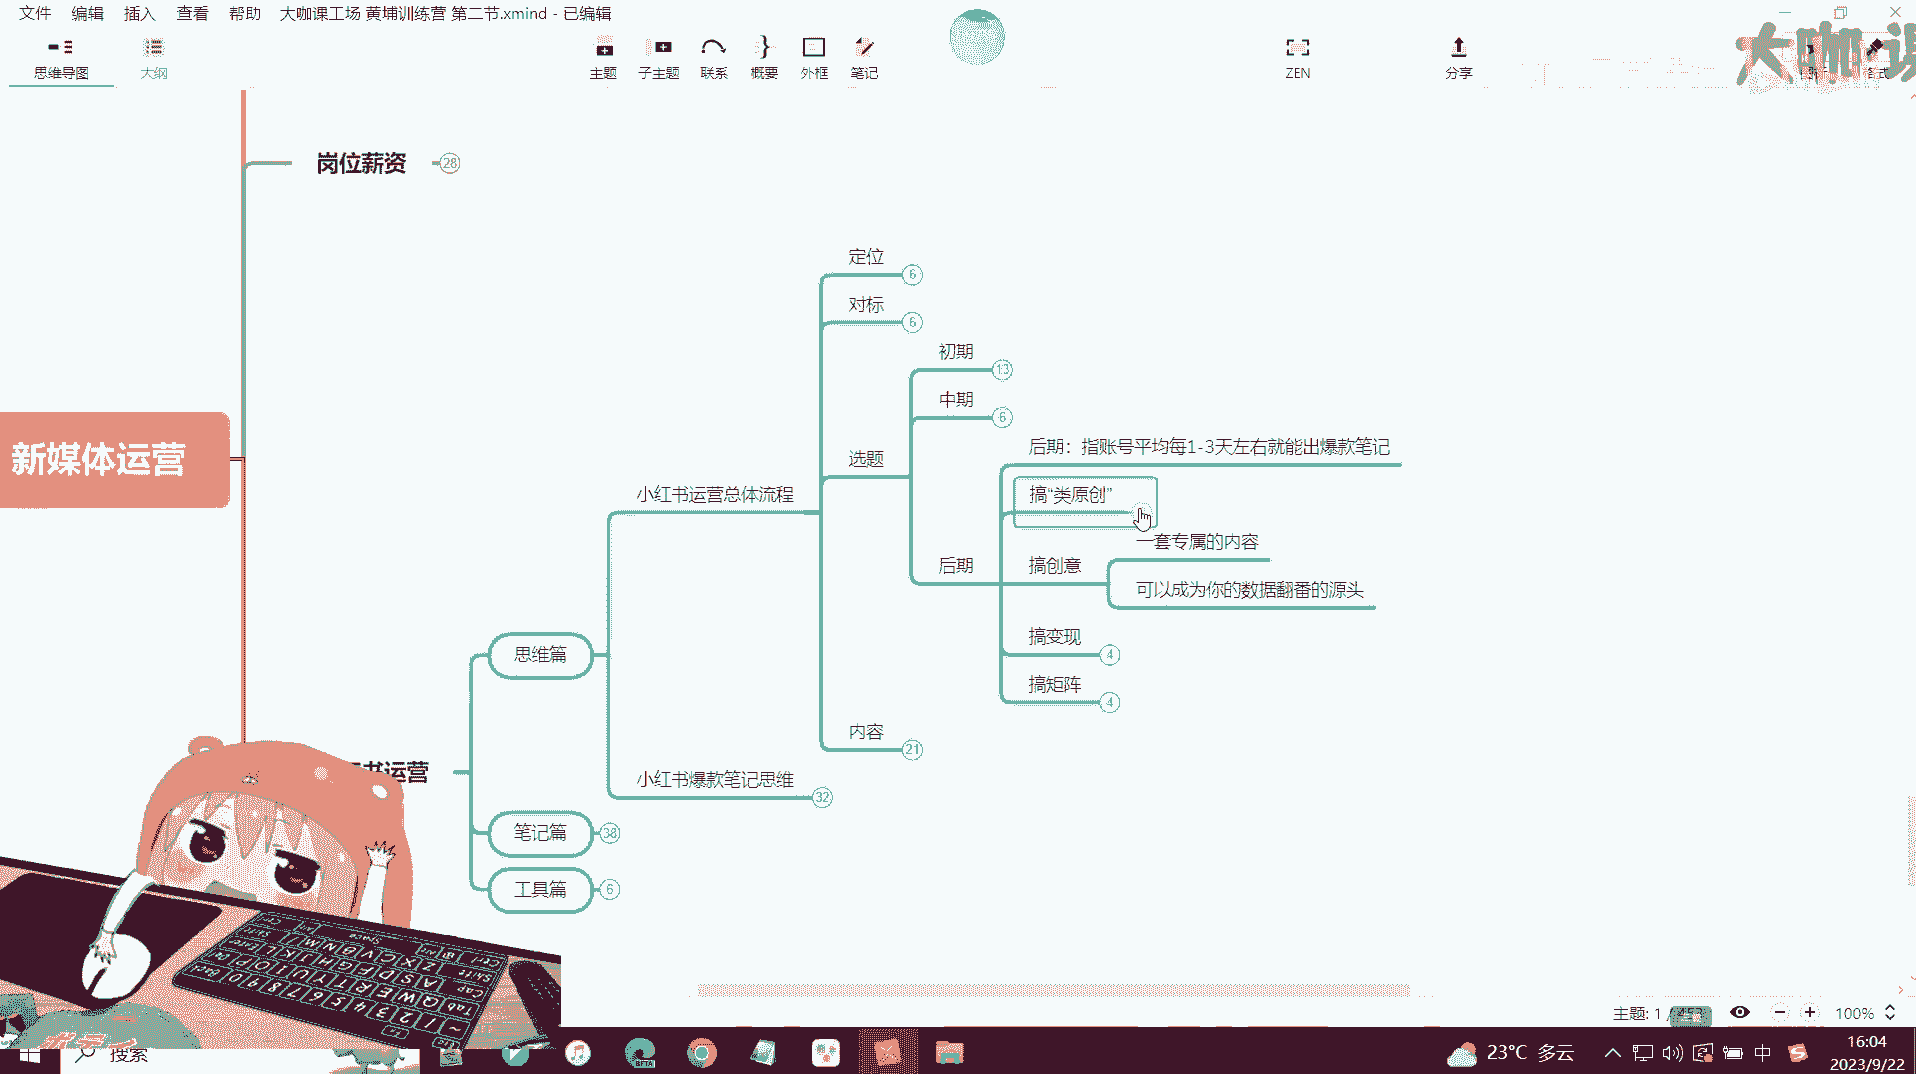 文件 编辑 插入 查看 帮助 大咖课工场 黄埔训练营 第二节.xmind - 已编辑
思维导图 大纲 主题 子主题 联系 概要 外框 笔记 ZEN 分享
大咖课
岗位薪资 28
定位 6
对标 6
初期 13
中期 6
后期：指账号平均每1-3天左右就能出爆款笔记
新媒体运营
选题
小红书运营总体流程
搞“类原创”
一套专属的内容
后期
搞创意
可以成为你的数据翻番的源头
搞变现 4
思维篇
搞矩阵 4
内容 21
书运营
小红书爆款笔记思维 32
笔记篇 38
工具篇 6
主题: 1 /
100%
搜索
BETA
23°C 多云
中
16:04
2023/9/22